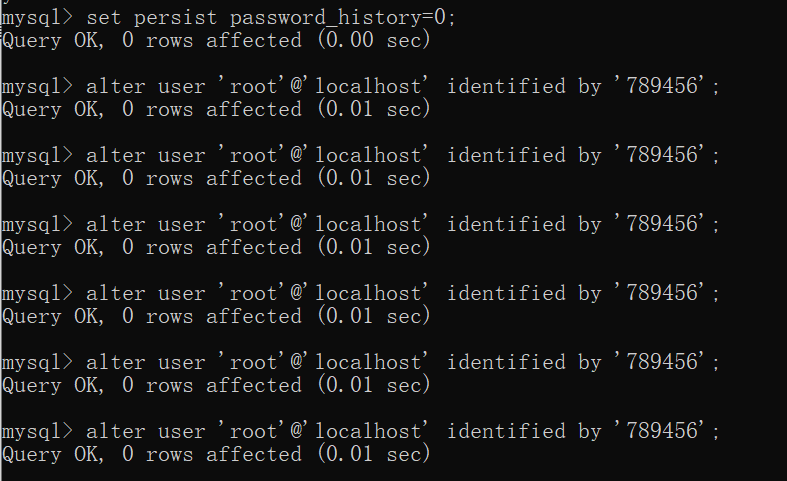 mysql> set persist password_history=0;
Query OK, 0 rows affected (0.00 sec)
mysql> alter user 'root'@'localhost' identified by '789456';
Query OK, 0 rows affected (0.01 sec)
mysql> alter user 'root'@'localhost' identified by '789456';
Query OK, 0 rows affected (0.01 sec)
mysql> alter user 'root'@'localhost' identified by '789456';
Query OK, 0 rows affected (0.01 sec)
mysql> alter user 'root'@'localhost' identified by '789456';
Query OK, 0 rows affected (0.01 sec)
mysql> alter user 'root'@'localhost' identified by '789456';
Query OK, 0 rows affected (0.01 sec)
mysql> alter user 'root'@'localhost' identified by '789456';
Query OK, 0 rows affected (0.01 sec)